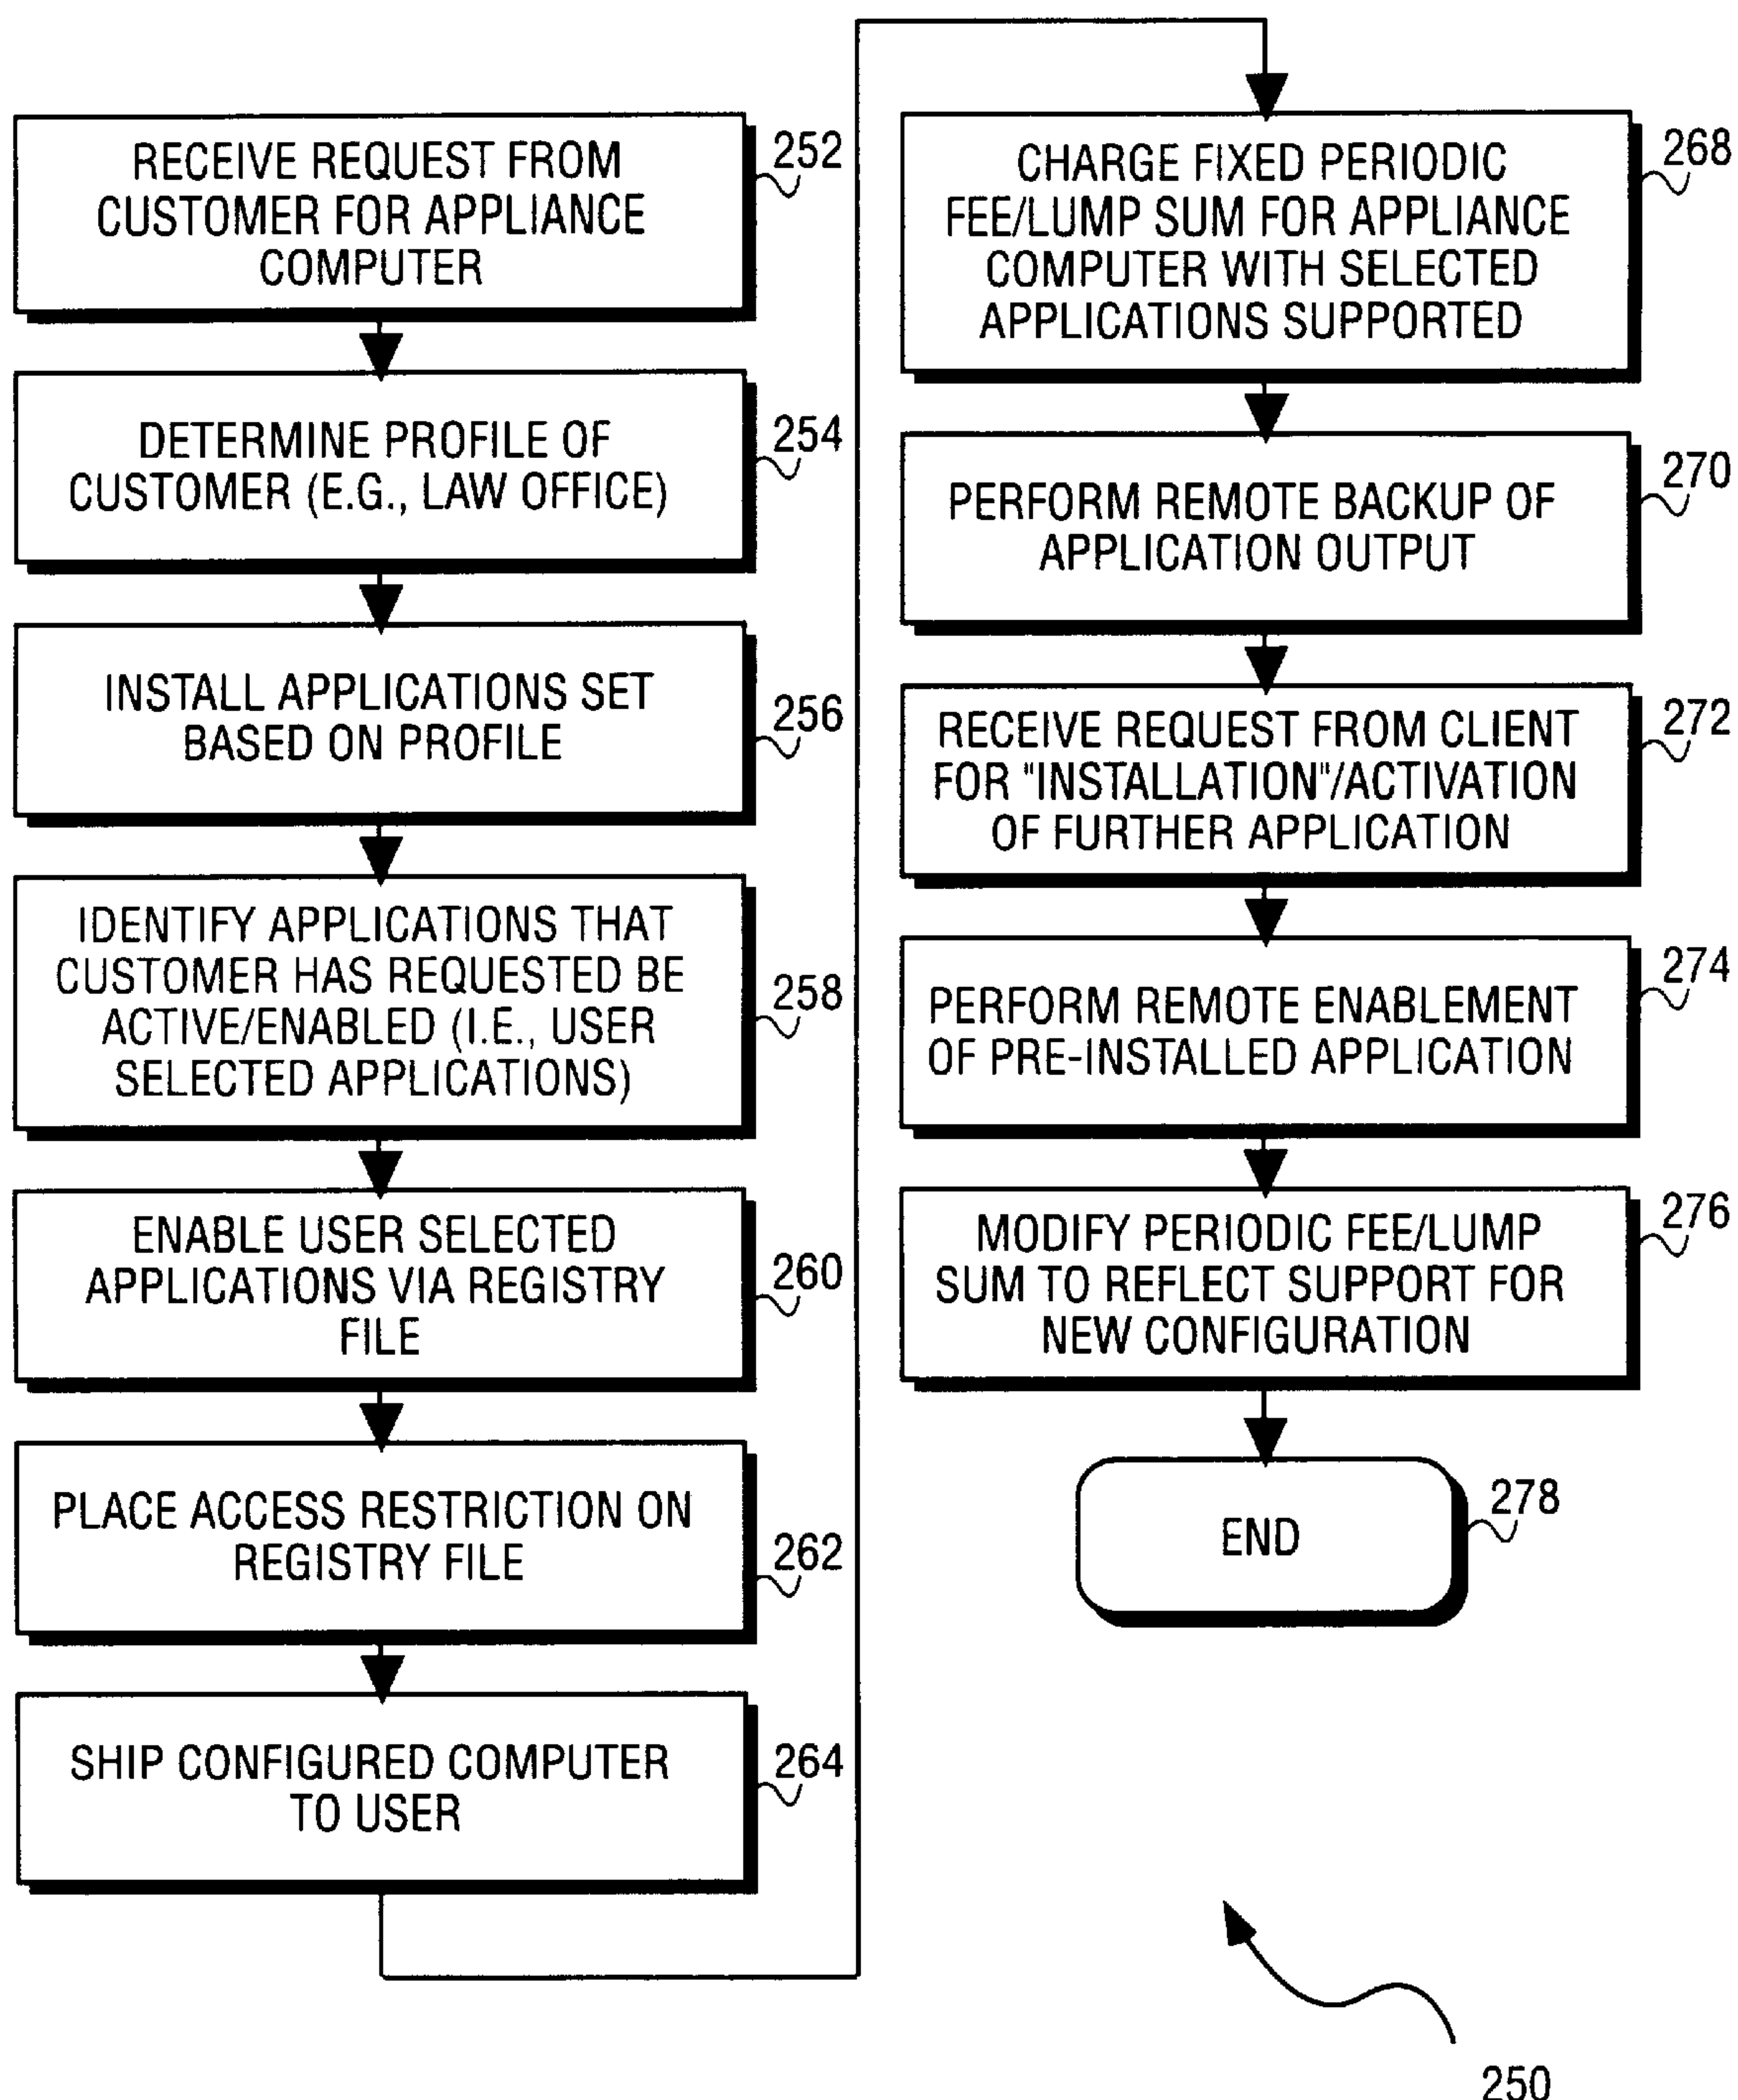 RECEIVE REQUEST FROM
CUSTOMER FOR APPLIANCE
COMPUTER
252
DETERMINE PROFILE OF
CUSTOMER (E.G., LAW OFFICE)
254
INSTALL APPLICATIONS SET
BASED ON PROFILE
256
IDENTIFY APPLICATIONS THAT
CUSTOMER HAS REQUESTED BE
ACTIVE/ENABLED (I.E., USER
SELECTED APPLICATIONS)
258
ENABLE USER SELECTED
APPLICATIONS VIA REGISTRY
FILE
260
PLACE ACCESS RESTRICTION ON
REGISTRY FILE
262
SHIP CONFIGURED COMPUTER
TO USER
264
CHARGE FIXED PERIODIC
FEE/LUMP SUM FOR APPLIANCE
COMPUTER WITH SELECTED
APPLICATIONS SUPPORTED
268
PERFORM REMOTE BACKUP OF
APPLICATION OUTPUT
270
RECEIVE REQUEST FROM CLIENT
FOR "INSTALLATION"/ACTIVATION
OF FURTHER APPLICATION
272
PERFORM REMOTE ENABLEMENT
OF PRE-INSTALLED APPLICATION
274
MODIFY PERIODIC FEE/LUMP
SUM TO REFLECT SUPPORT FOR
NEW CONFIGURATION
276
END
278
250